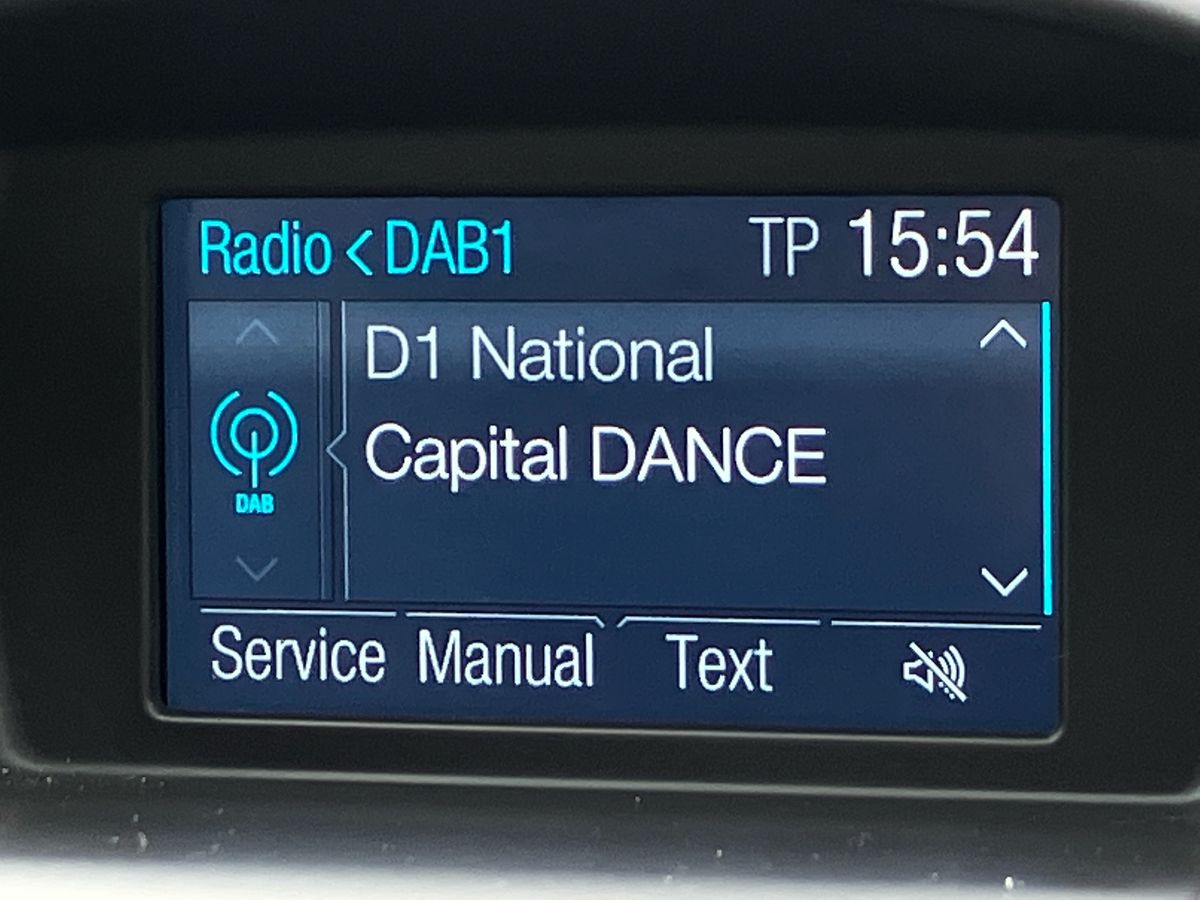 Radio < DAB1 TP 15:54
D1 National
Capital DANCE
DAB
Service Manual Text